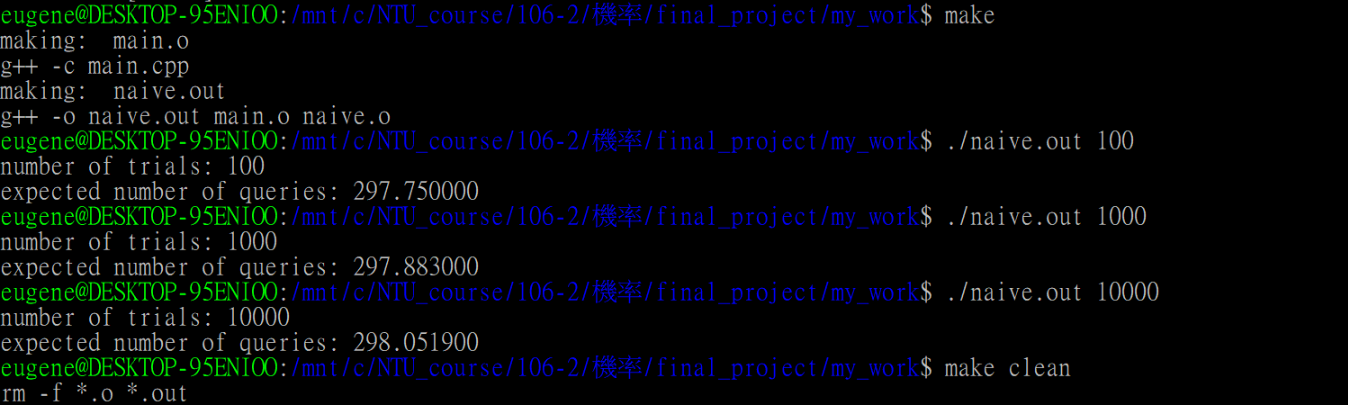 eugene@DESKTOP-95ENIOO:/mnt/c/NTU_course/106-2/機率/final_project/my_work$ make
making:  main.o
g++ -c main.cpp
making:  naive.out
g++ -o naive.out main.o naive.o
eugene@DESKTOP-95ENIOO:/mnt/c/NTU_course/106-2/機率/final_project/my_work$ ./naive.out 100
number of trials: 100
expected number of queries: 297.750000
eugene@DESKTOP-95ENIOO:/mnt/c/NTU_course/106-2/機率/final_project/my_work$ ./naive.out 1000
number of trials: 1000
expected number of queries: 297.883000
eugene@DESKTOP-95ENIOO:/mnt/c/NTU_course/106-2/機率/final_project/my_work$ ./naive.out 10000
number of trials: 10000
expected number of queries: 298.051900
eugene@DESKTOP-95ENIOO:/mnt/c/NTU_course/106-2/機率/final_project/my_work$ make clean
rm -f *.o *.out